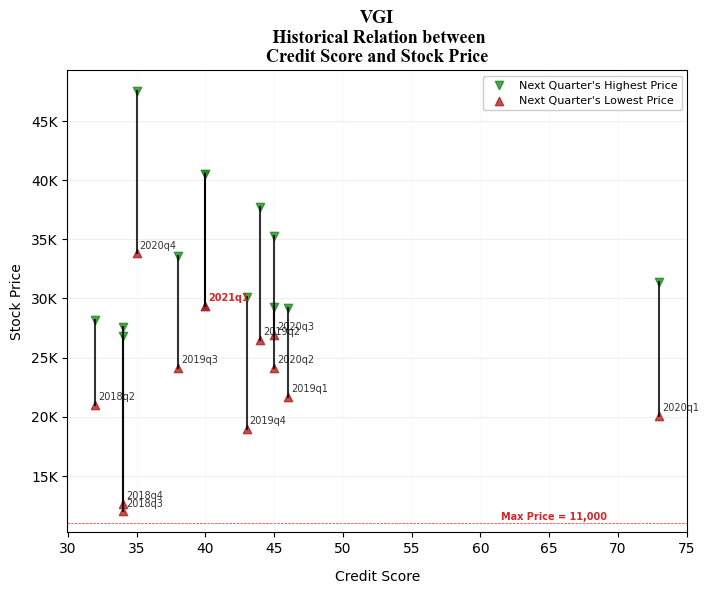 VGI
Historical Relation between
Credit Score and Stock Price
Next Quarter's Highest Price
Next Quarter's Lowest Price
45K
40K
35K
30K
25K
20K
15K
Stock Price
2020q4
2021q1
2020q3
2019q2
2019q3
2020q2
2019q1
2018q2
2019q4
2020q1
2018q4
2018q3
Max Price = 11,000
30 35 40 45 50 55 60 65 70 75
Credit Score